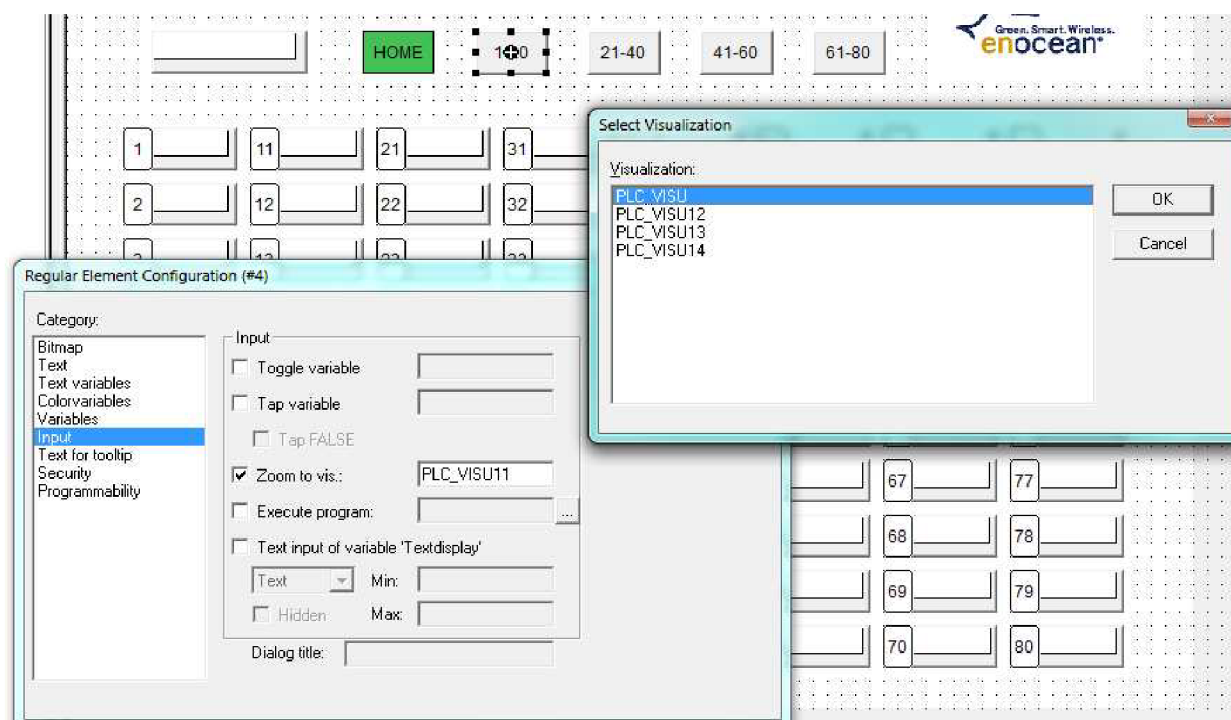 Green. Smart. Wireless.
enocean
HOME
21-40
41-60
61-80
1
11
21
31
2
12
22
32
Select Visualization
Visualization:
PLC_VISU
PLC_VISU12
PLC_VISU13
PLC_VISU14
OK
Cancel
Regular Element Configuration (#4)
Category:
Bitmap
Text
Text variables
Colorvariables
Variables
Input
Text for tooltip
Security
Programmability
Input
Toggle variable
Tap variable
Tap FALSE
Zoom to vis.:
PLC_VISU11
Execute program:
...
Text input of variable 'Textdisplay'
Text
Min:
Hidden
Max:
Dialog title:
67
77
68
78
69
79
70
80